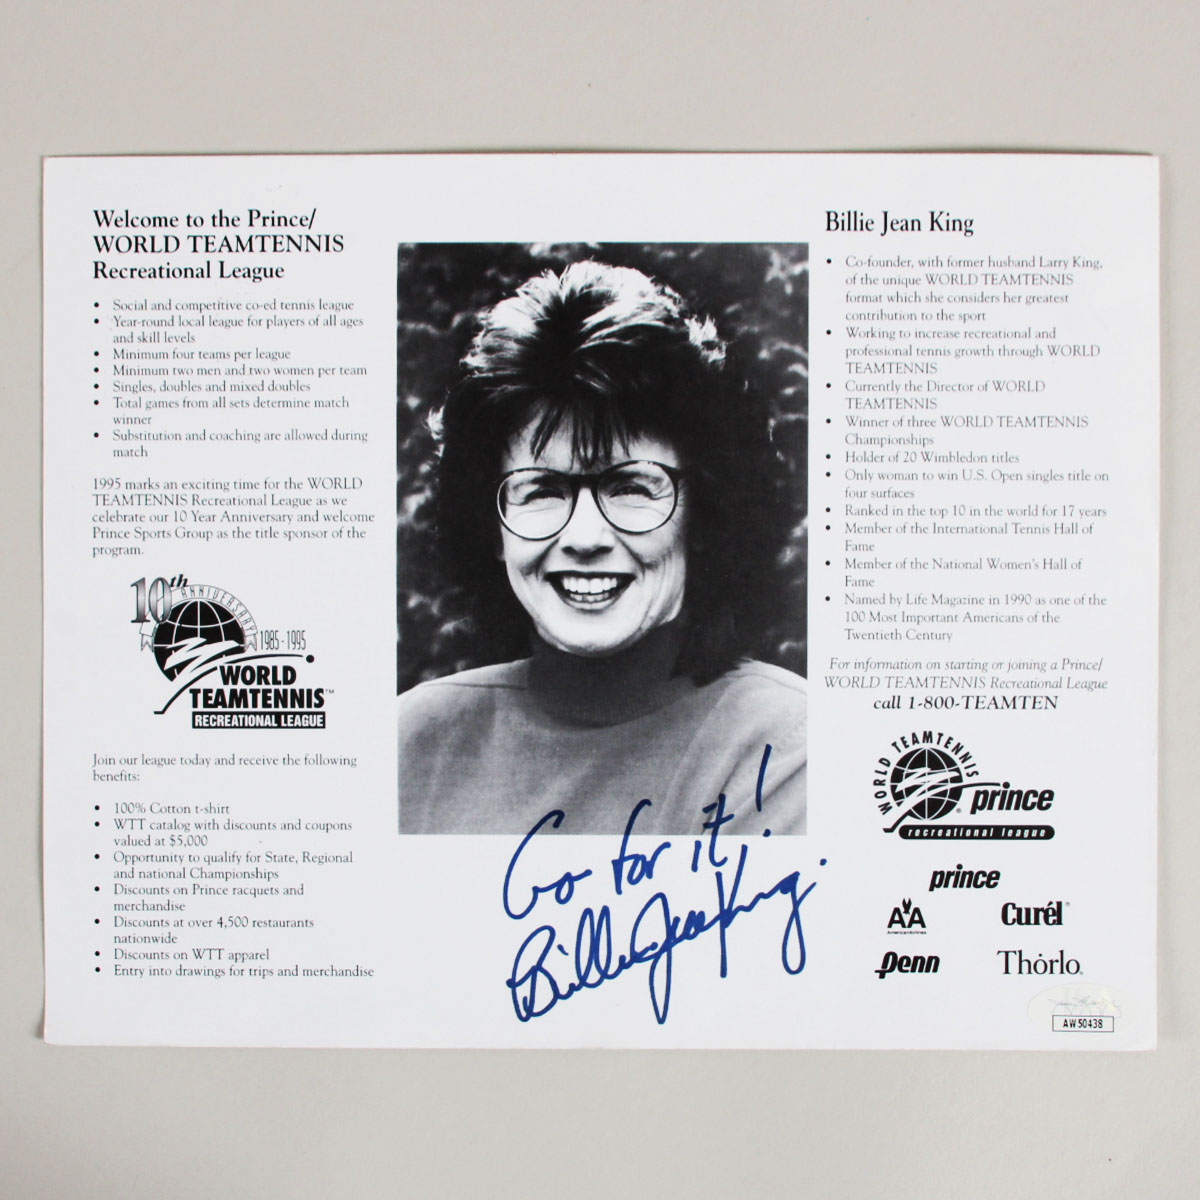 Welcome to the Prince/
WORLD TEAMTENNIS
Recreational League
• Social and competitive co-ed tennis league
• Year-round local league for players of all ages
and skill levels
• Minimum four teams per league
• Minimum two men and two women per team
• Singles, doubles and mixed doubles
• Total games from all sets determine match
winner
• Substitution and coaching are allowed during
match
1995 marks an exciting time for the WORLD
TEAMTENNIS Recreational League as we
celebrate our 10 Year Anniversary and welcome
Prince Sports Group as the title sponsor of the
program.
10th
ANNIVERSARY
1985-1995
WORLD
TEAMTENNIS™
RECREATIONAL LEAGUE
Join our league today and receive the following
benefits:
• 100% Cotton t-shirt
• WTT catalog with discounts and coupons
valued at $5,000
• Opportunity to qualify for State, Regional
and national Championships
• Discounts on Prince racquets and
merchandise
• Discounts at over 4,500 restaurants
nationwide
• Discounts on WTT apparel
• Entry into drawings for trips and merchandise
Go for it!
Billie Jean King
Billie Jean King
• Co-founder, with former husband Larry King,
of the unique WORLD TEAMTENNIS
format which she considers her greatest
contribution to the sport
• Working to increase recreational and
professional tennis growth through WORLD
TEAMTENNIS
• Currently the Director of WORLD
TEAMTENNIS
• Winner of three WORLD TEAMTENNIS
Championships
• Holder of 20 Wimbledon titles
• Only woman to win U.S. Open singles title on
four surfaces
• Ranked in the top 10 in the world for 17 years
• Member of the International Tennis Hall of
Fame
• Member of the National Women's Hall of
Fame
• Named by Life Magazine in 1990 as one of the
100 Most Important Americans of the
Twentieth Century
For information on starting or joining a Prince/
WORLD TEAMTENNIS Recreational League
call 1-800-TEAMTEN
WORLD TEAMTENNIS
® prince
recreational league
prince
AA
AmericanAirlines
Curél®
Penn
Thorlo®
AW50438